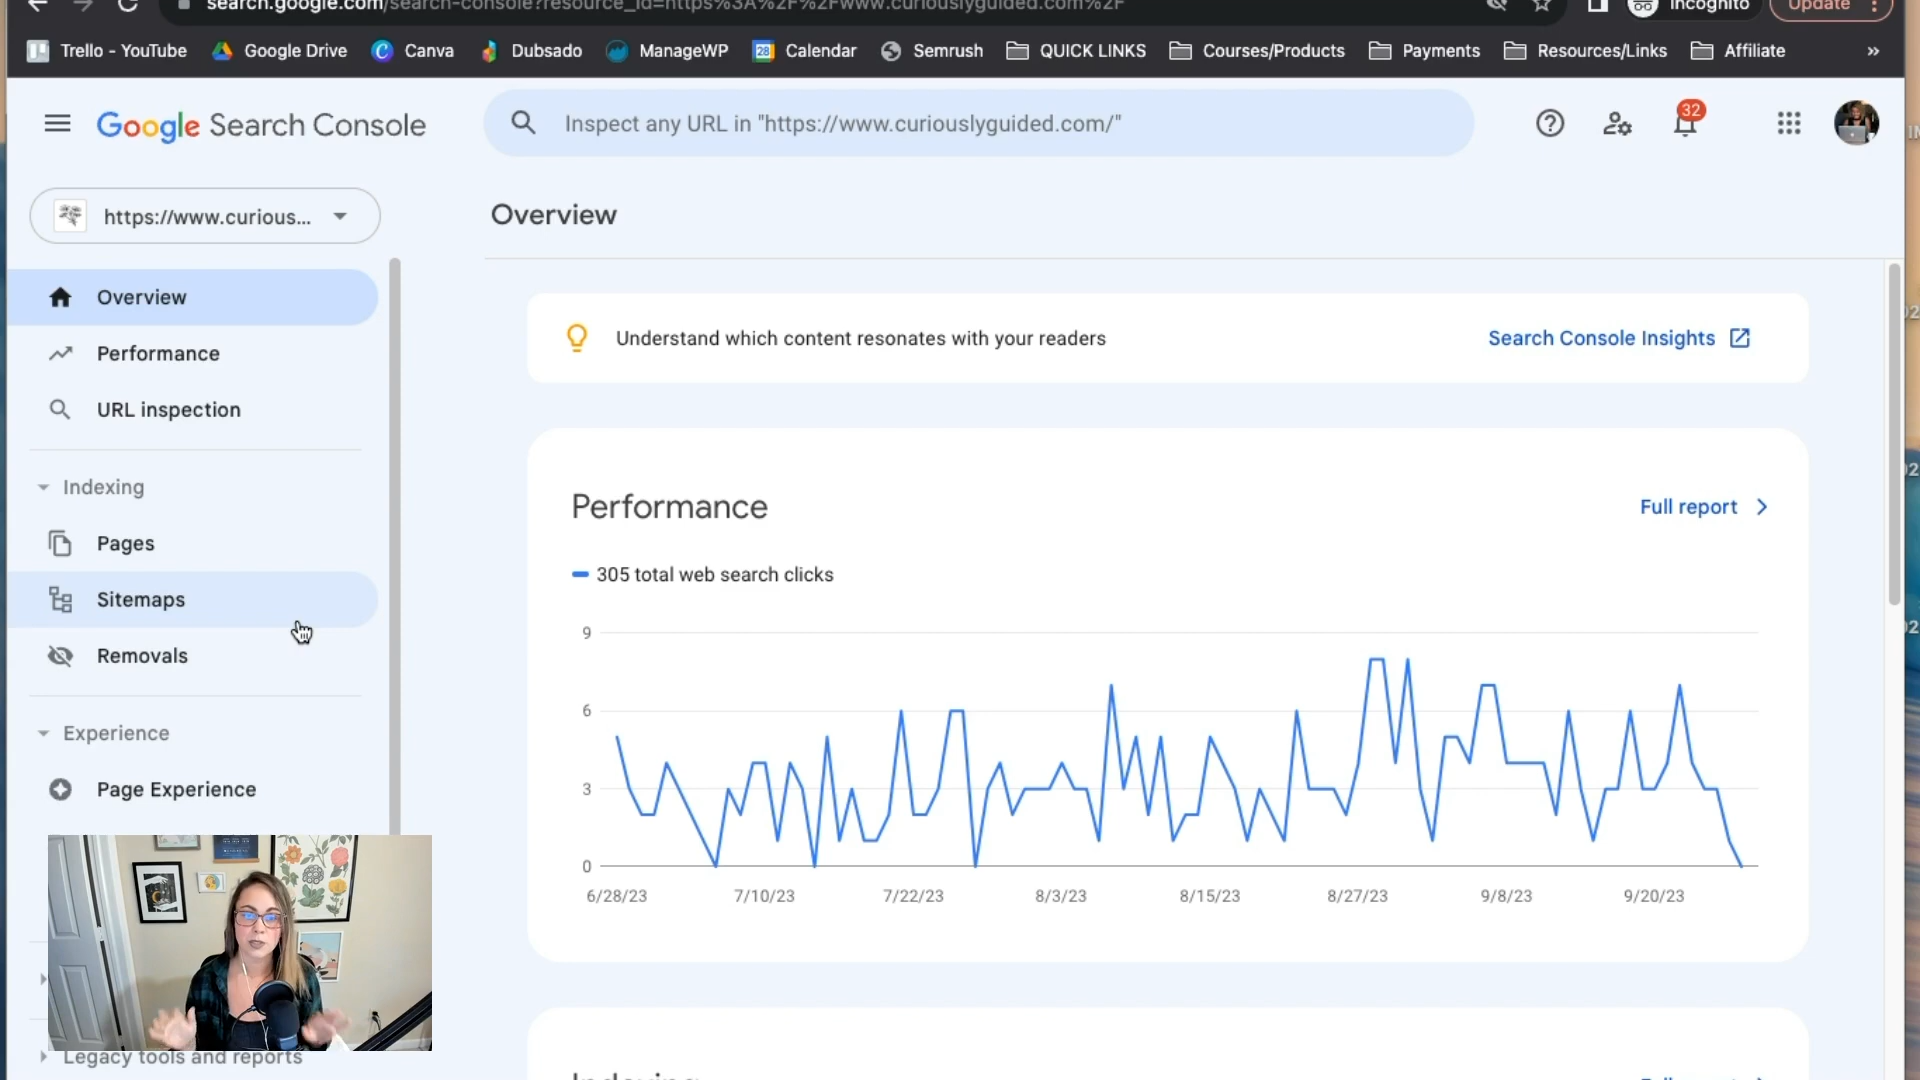 search.google.com/search-console?resource_id=https%3A%2F%2Fwww.curiouslyguided.com%2F
Incognito
Update
Trello - YouTube
Google Drive
Canva
Dubsado
28
ManageWP
Calendar
Semrush
QUICK LINKS
Courses/Products
Payments
Resources/Links
Affiliate
»
Google Search Console
Inspect any URL in "https://www.curiouslyguided.com/"
32
https://www.curious...
Overview
Overview
Performance
URL inspection
Indexing
Pages
Sitemaps
Removals
Experience
Page Experience
Legacy tools and reports
Understand which content resonates with your readers
Search Console Insights
Performance
Full report
305 total web search clicks
9
6
3
0
6/28/23
7/10/23
7/22/23
8/3/23
8/15/23
8/27/23
9/8/23
9/20/23